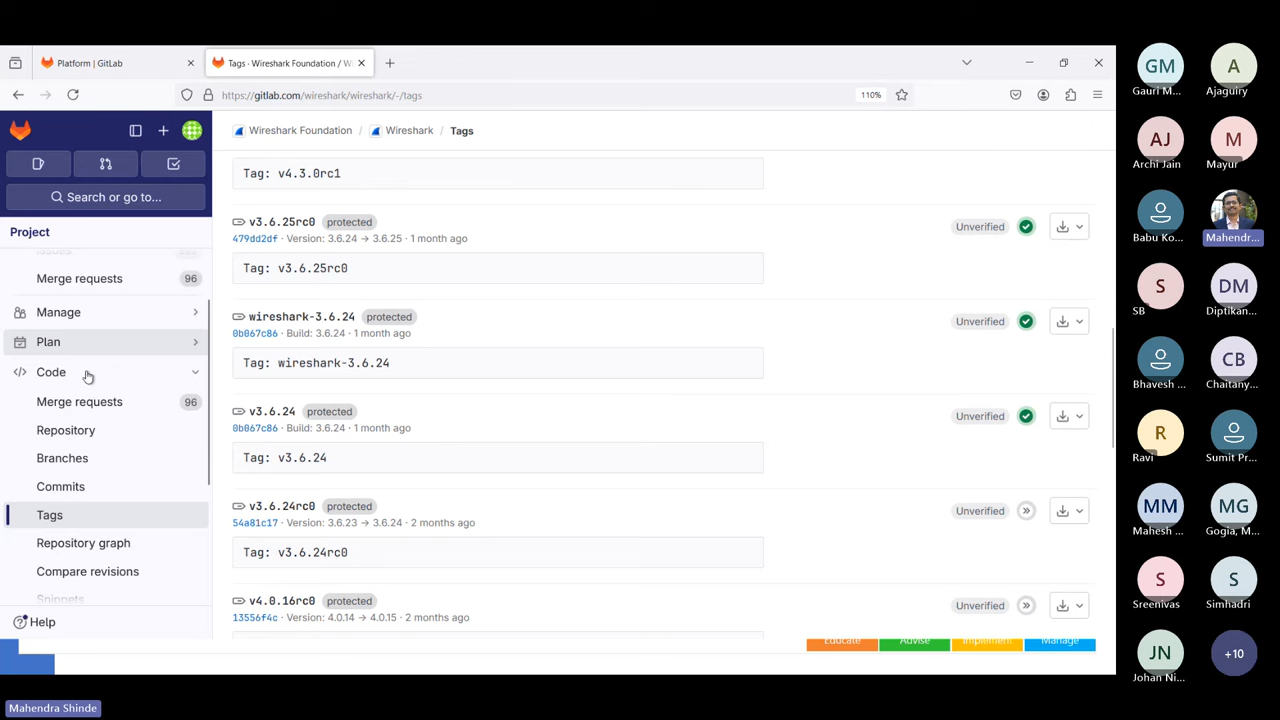 Platform | GitLab
Tags · Wireshark Foundation / W
https://gitlab.com/wireshark/wireshark/-/tags
110%
Search or go to...
Project
Issues
Merge requests 96
Manage
Plan
Code
Merge requests 96
Repository
Branches
Commits
Tags
Repository graph
Compare revisions
Snippets
Help
Wireshark Foundation / Wireshark / Tags
Tag: v4.3.0rc1
v3.6.25rc0 protected
479dd2df · Version: 3.6.24 → 3.6.25 · 1 month ago
Unverified
Tag: v3.6.25rc0
wireshark-3.6.24 protected
0b067c86 · Build: 3.6.24 · 1 month ago
Unverified
Tag: wireshark-3.6.24
v3.6.24 protected
0b067c86 · Build: 3.6.24 · 1 month ago
Unverified
Tag: v3.6.24
v3.6.24rc0 protected
54a81c17 · Version: 3.6.23 → 3.6.24 · 2 months ago
Unverified
Tag: v3.6.24rc0
v4.0.16rc0 protected
13556f4c · Version: 4.0.14 → 4.0.15 · 2 months ago
Unverified
Educate Advise Implement Manage
GM A
Gauri M... Ajaguiry
AJ M
Archi Jain Mayur
Babu Ko... Mahendr...
S DM
SB Diptikan...
CB
Bhavesh ... Chaitany...
R
Ravi Sumit Pr...
MM MG
Mahesh ... Gogia, M...
S S
Sreenivas Simhadri
JN +10
Johan Ni...
Mahendra Shinde